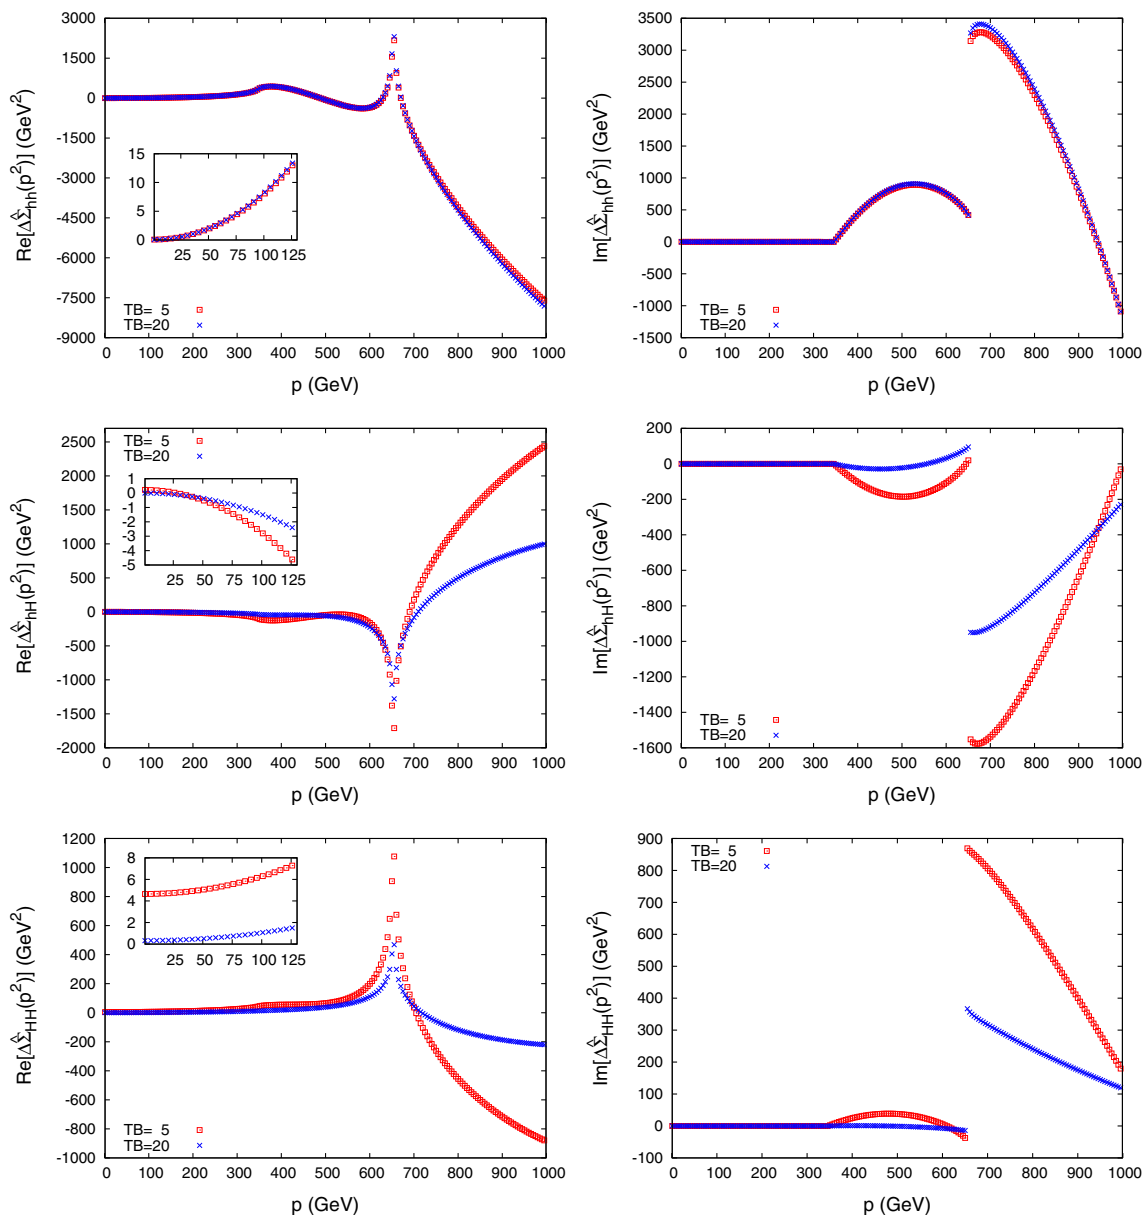 3000
1500
0
-1500
-3000
-4500
-6000
-7500
-9000
Re[ΔΣ̂hh(p²)] (GeV²)
15
10
5
0
25 50 75 100 125
TB= 5
TB=20
0 100 200 300 400 500 600 700 800 900 1000
p (GeV)
3500
3000
2500
2000
1500
1000
500
0
-500
-1000
-1500
Im[ΔΣ̂hh(p²)] (GeV²)
TB= 5
TB=20
0 100 200 300 400 500 600 700 800 900 1000
p (GeV)
2500
2000
1500
1000
500
0
-500
-1000
-1500
-2000
Re[ΔΣ̂hH(p²)] (GeV²)
TB= 5
TB=20
1
0
-1
-2
-3
-4
-5
25 50 75 100 125
0 100 200 300 400 500 600 700 800 900 1000
p (GeV)
200
0
-200
-400
-600
-800
-1000
-1200
-1400
-1600
Im[ΔΣ̂hH(p²)] (GeV²)
TB= 5
TB=20
0 100 200 300 400 500 600 700 800 900 1000
p (GeV)
1200
1000
800
600
400
200
0
-200
-400
-600
-800
-1000
Re[ΔΣ̂HH(p²)] (GeV²)
8
6
4
2
0
25 50 75 100 125
TB= 5
TB=20
0 100 200 300 400 500 600 700 800 900 1000
p (GeV)
900
800
700
600
500
400
300
200
100
0
-100
Im[ΔΣ̂HH(p²)] (GeV²)
TB= 5
TB=20
0 100 200 300 400 500 600 700 800 900 1000
p (GeV)